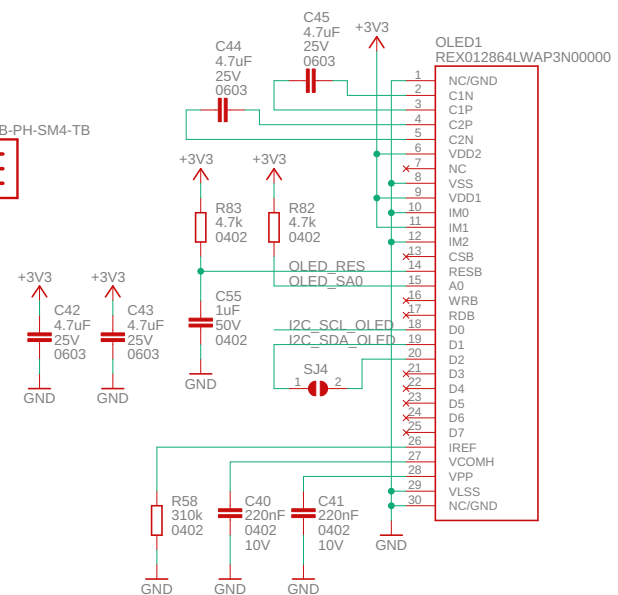 C45
4.7uF
25V
0603
+3V3
C44
4.7uF
25V
0603
OLED1
REX012864LWAP3N00000
B-PH-SM4-TB
1 NC/GND
2 C1N
3 C1P
4 C2P
5 C2N
6 VDD2
7 NC
8 VSS
9 VDD1
10 IM0
11 IM1
12 IM2
13 CSB
14 RESB
15 A0
16 WRB
17 RDB
18 D0
19 D1
20 D2
21 D3
22 D4
23 D5
24 D6
25 D7
26 IREF
27 VCOMH
28 VPP
29 VLSS
30 NC/GND
+3V3
+3V3
R83
4.7k
0402
R82
4.7k
0402
OLED_RES
OLED_SA0
+3V3
+3V3
C42
4.7uF
25V
0603
C43
4.7uF
25V
0603
C55
1uF
50V
0402
I2C_SCL_OLED
I2C_SDA_OLED
SJ4
1 2
GND
GND
GND
R58
310k
0402
C40
220nF
0402
10V
C41
220nF
0402
10V
GND
GND
GND
GND